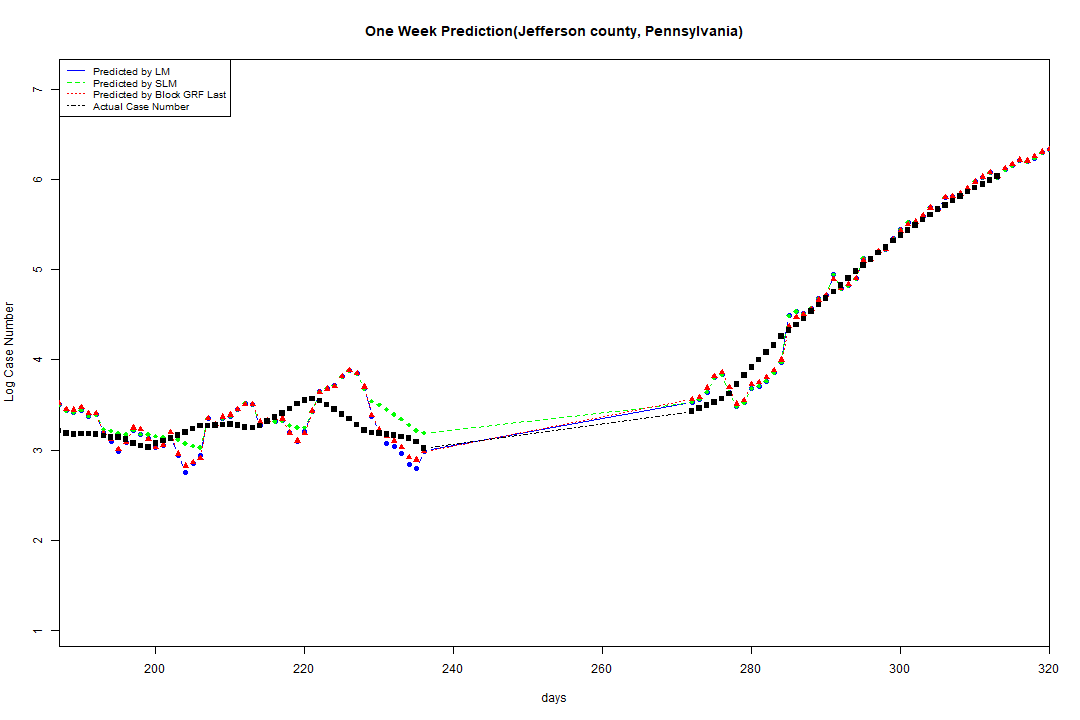 One Week Prediction(Jefferson county, Pennsylvania)
Predicted by LM
Predicted by SLM
Predicted by Block GRF Last
Actual Case Number
7
6
5
4
3
2
1
Log Case Number
200
220
240
260
280
300
320
days